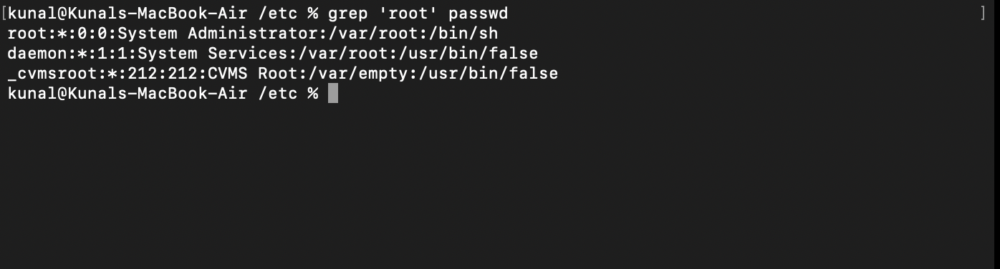 [kunal@Kunals-MacBook-Air /etc % grep 'root' passwd ]
root:*:0:0:System Administrator:/var/root:/bin/sh
daemon:*:1:1:System Services:/var/root:/usr/bin/false
_cvmsroot:*:212:212:CVMS Root:/var/empty:/usr/bin/false
kunal@Kunals-MacBook-Air /etc %